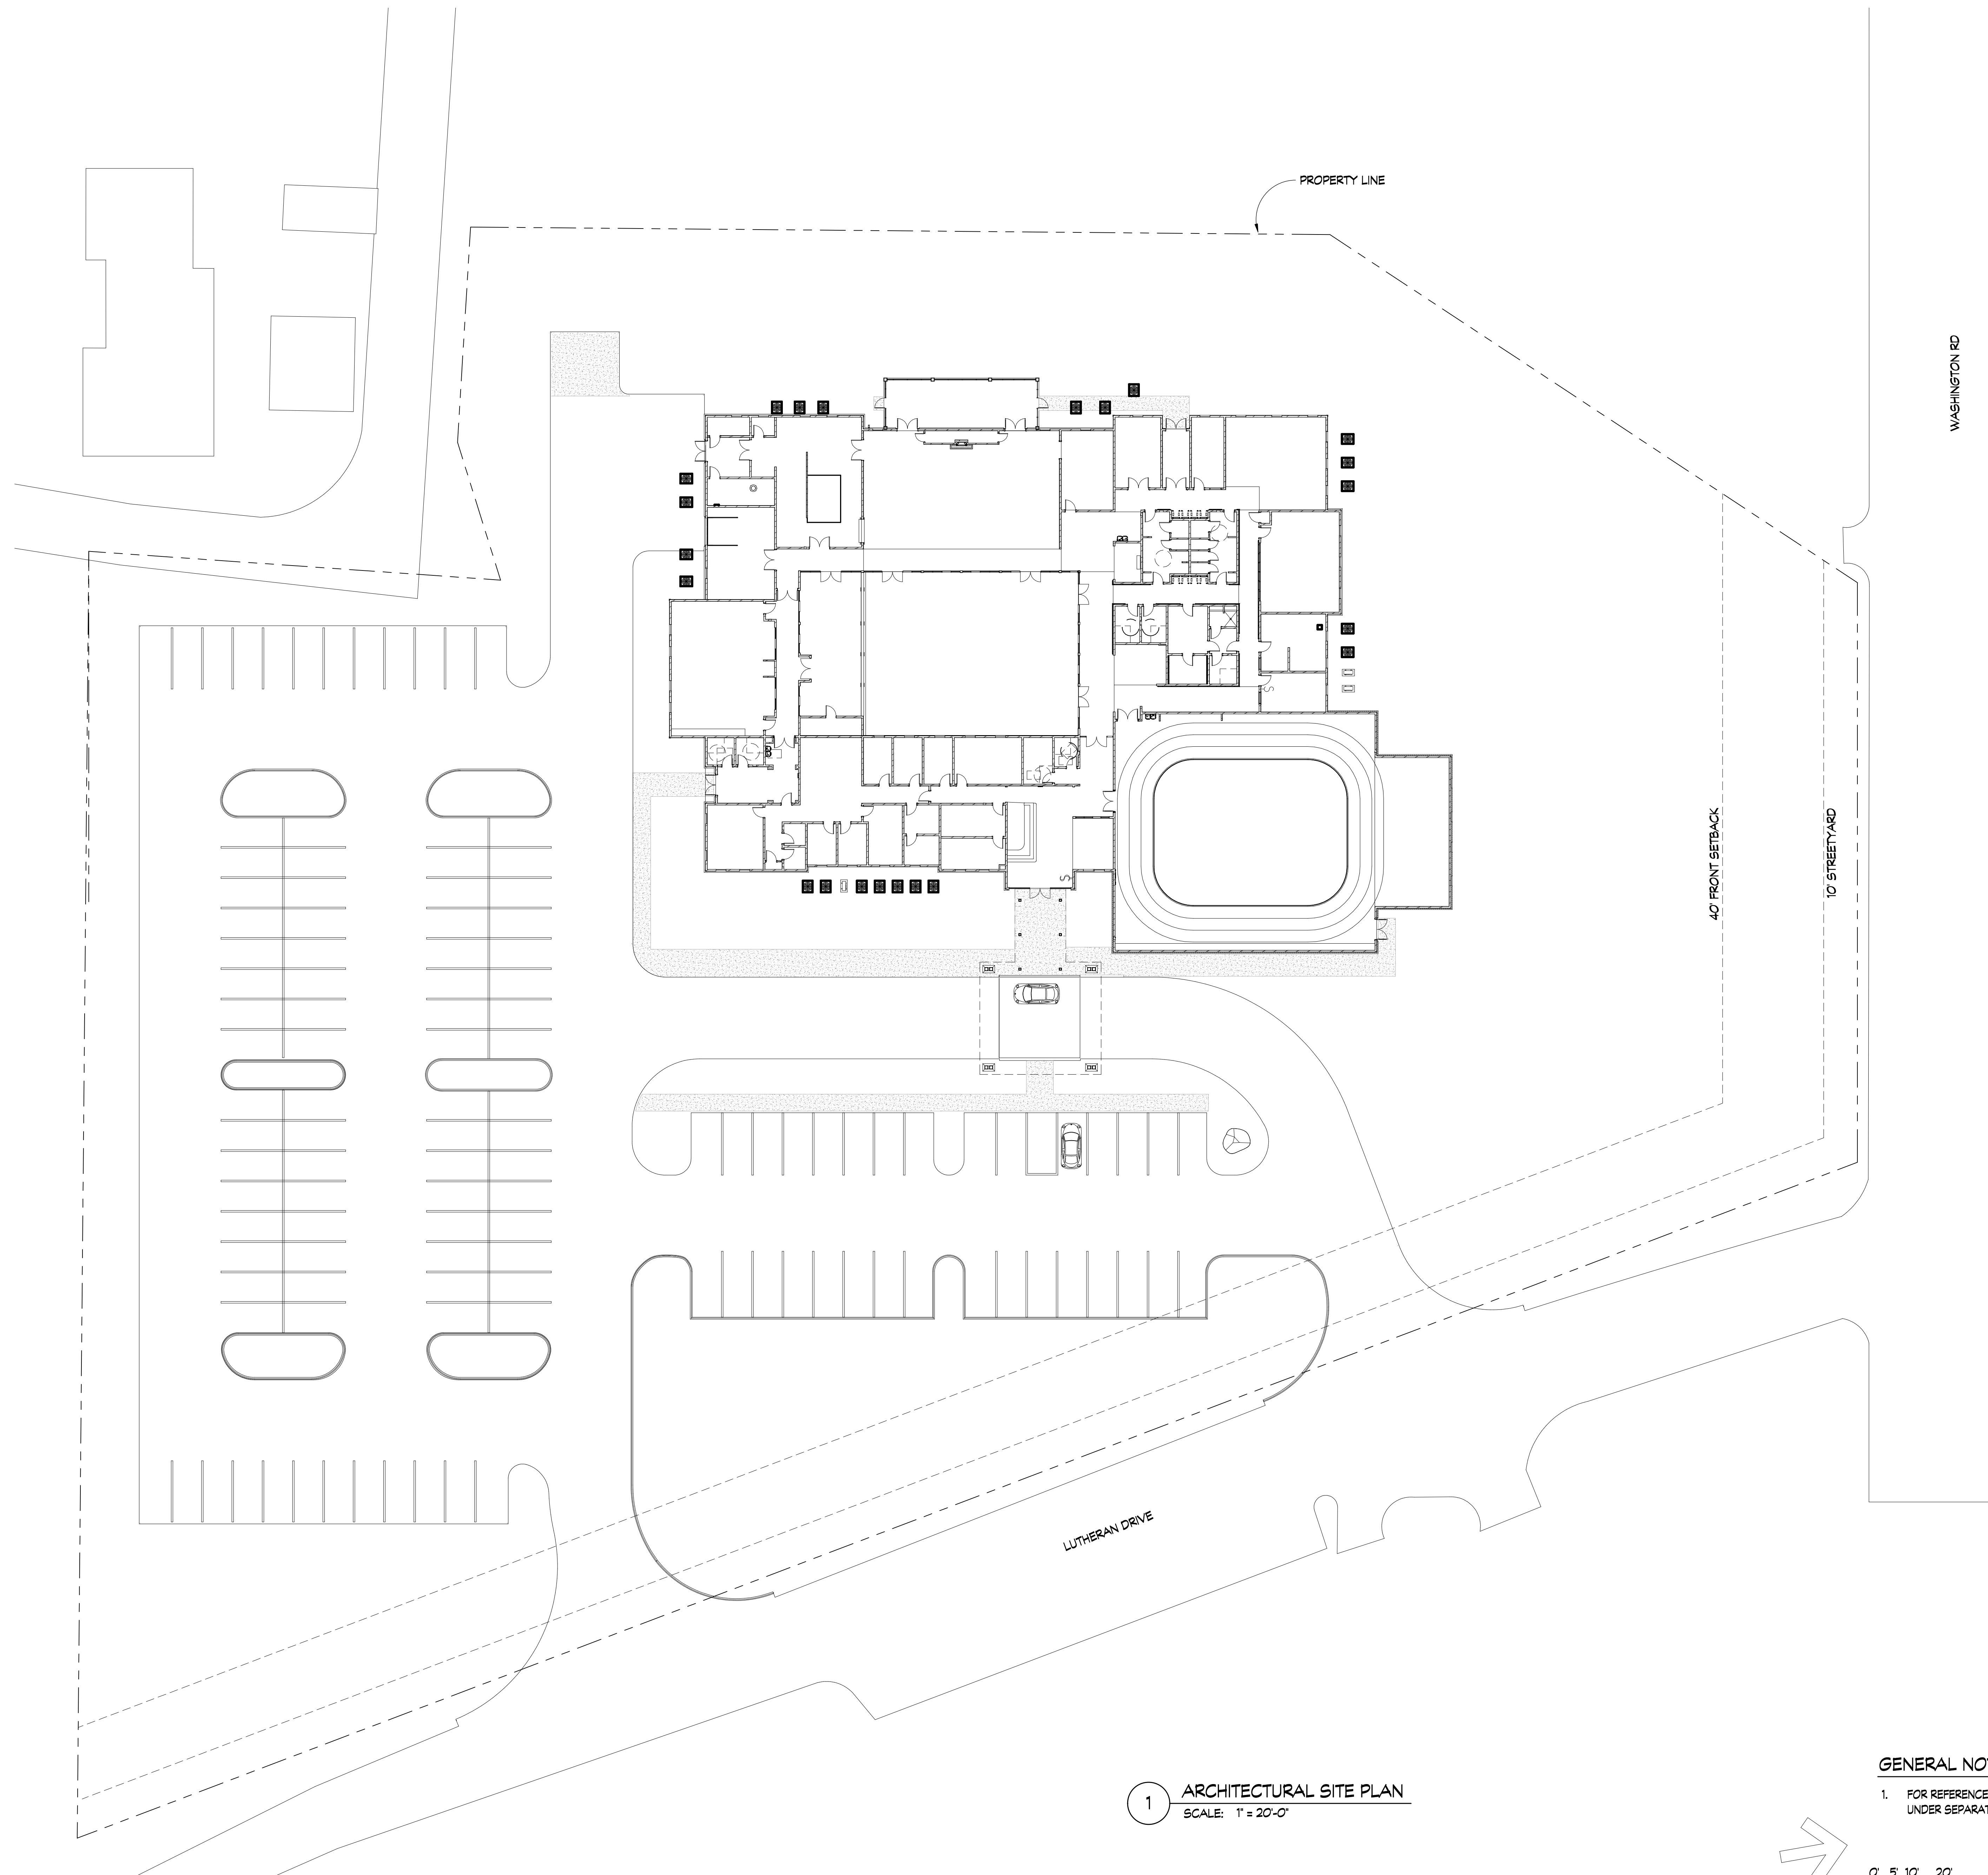 PROPERTY LINE
WASHINGTON RD
40' FRONT SETBACK
10' STREETYARD
LUTHERAN DRIVE
1
ARCHITECTURAL SITE PLAN
SCALE: 1" = 20'-0"
GENERAL NO
1. FOR REFERENCE
UNDER SEPARAT
0' 5' 10' 20'